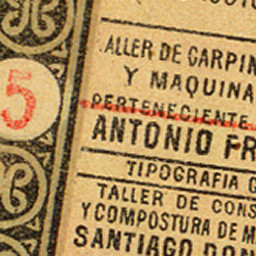 5
ALLER DE CARPIN
Y MAQUINA
PERTENECIENTE
ANTONIO FR
TIPOGRAFIA G
TALLER DE CONS
Y COMPOSTURA DE M
SANTIAGO DON